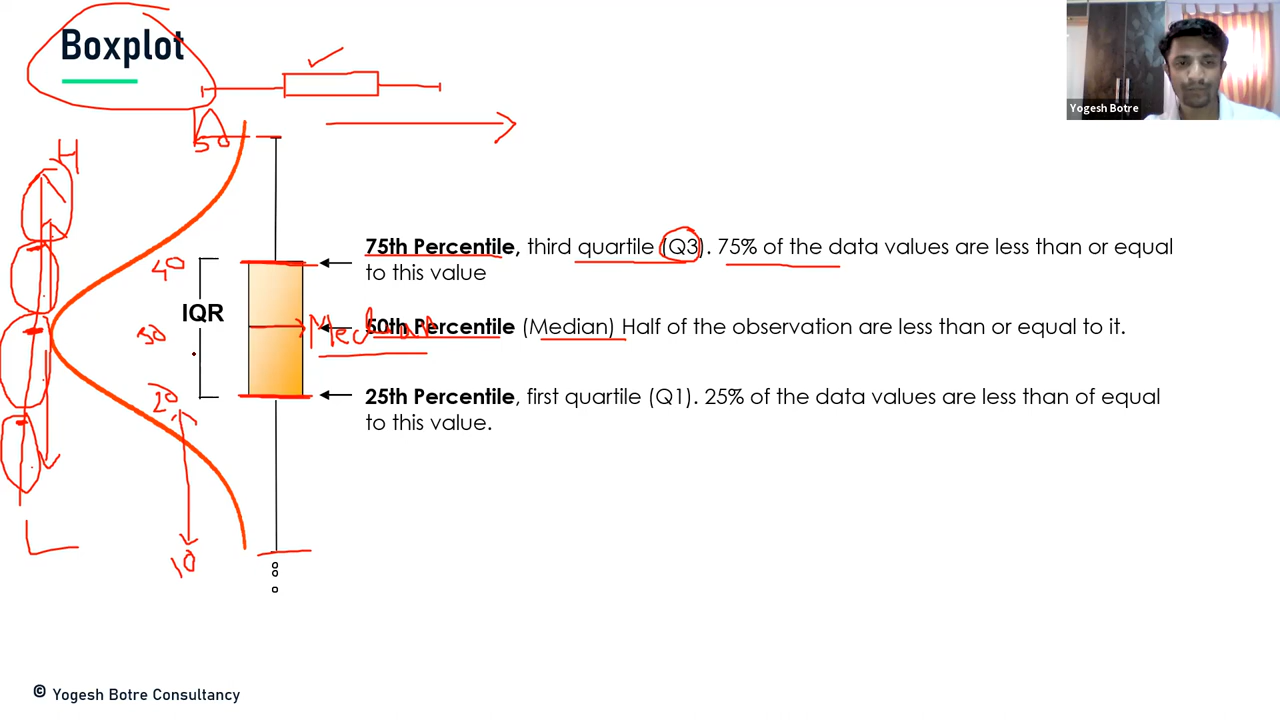 Boxplot
Yogesh Botre
H
50
75th Percentile, third quartile (Q3). 75% of the data values are less than or equal
to this value
40
IQR
30
Median
50th Percentile (Median) Half of the observation are less than or equal to it.
20
25th Percentile, first quartile (Q1). 25% of the data values are less than of equal
to this value.
L
10
© Yogesh Botre Consultancy